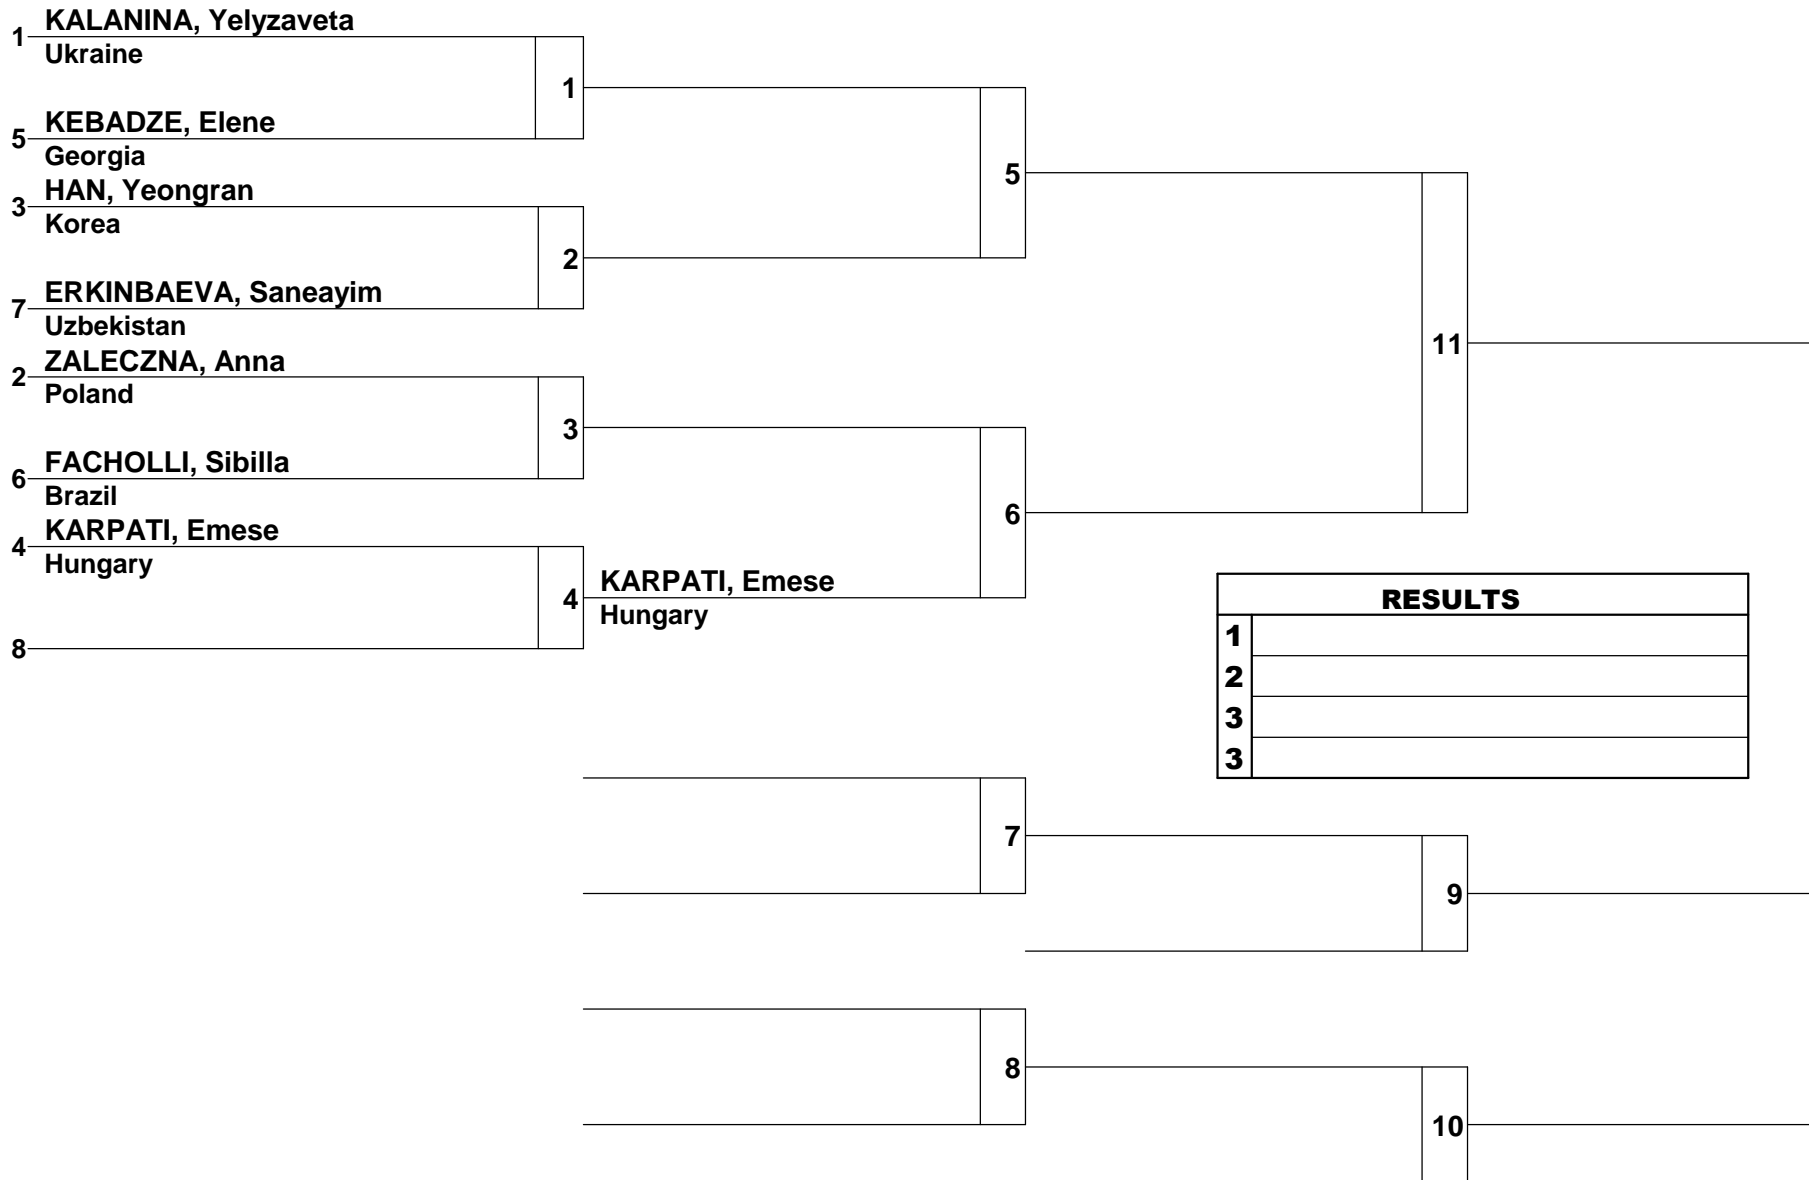 1 KALANINA, Yelyzaveta
Ukraine
1
5 KEBADZE, Elene
Georgia
5
3 HAN, Yeongran
Korea
2
7 ERKINBAEVA, Saneayim
Uzbekistan
11
2 ZALECZNA, Anna
Poland
3
6 FACHOLLI, Sibilla
Brazil
6
4 KARPATI, Emese
Hungary
4 KARPATI, Emese
Hungary
8
RESULTS
1
2
3
3
7
9
8
10